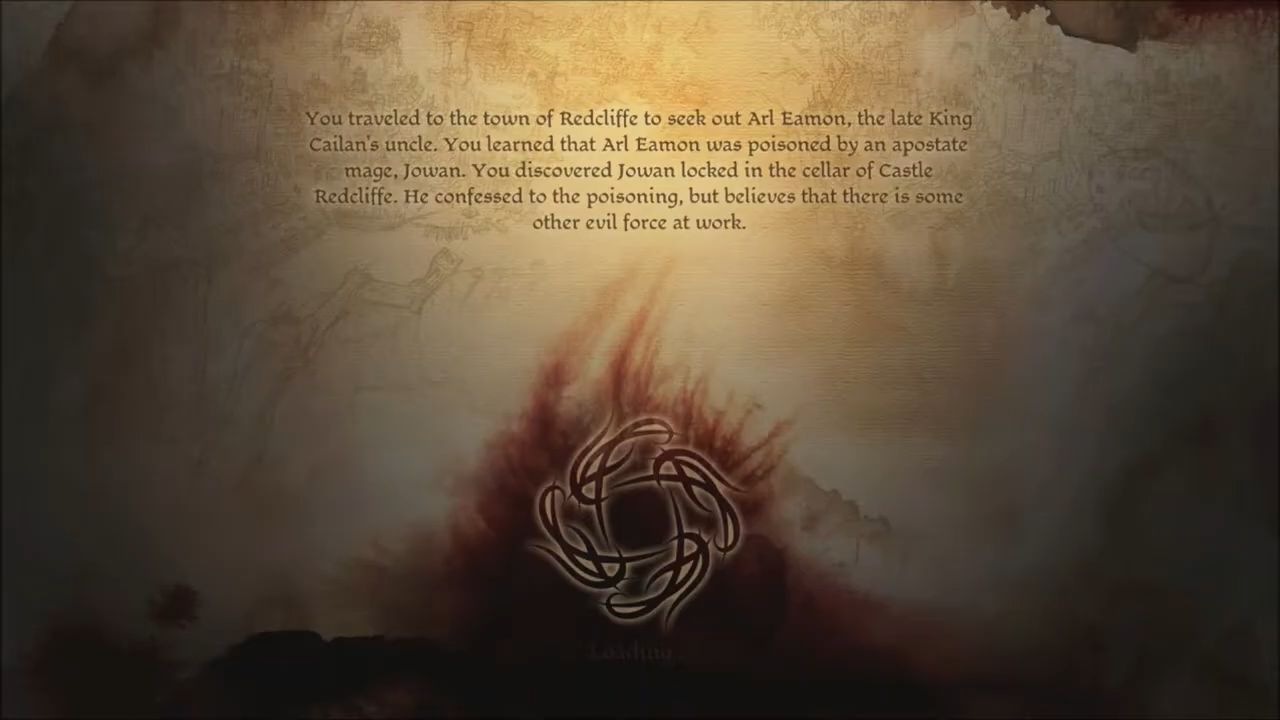 You traveled to the town of Redcliffe to seek out Arl Eamon, the late King
Cailan's uncle. You learned that Arl Eamon was poisoned by an apostate
mage, Jowan. You discovered Jowan locked in the cellar of Castle
Redcliffe. He confessed to the poisoning, but believes that there is some
other evil force at work.
Loading...